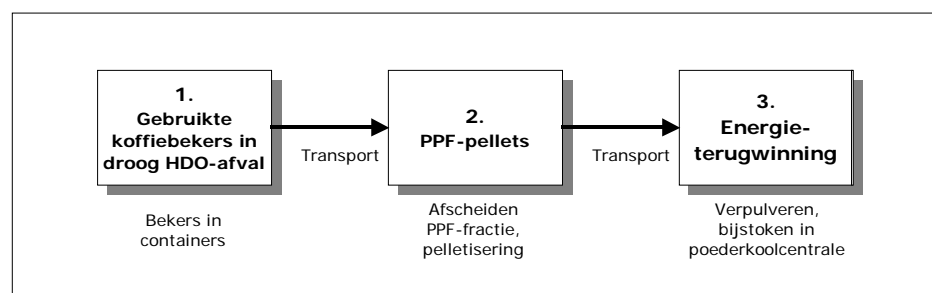 1.
Gebruikte
koffiebekers in
droog HDO-afval
Transport
2.
PPF-pellets
Transport
3.
Energie-
terugwinning
Bekers in
containers
Afscheiden
PPF-fractie,
pelletisering
Verpulveren,
bijstoken in
poederkoolcentrale